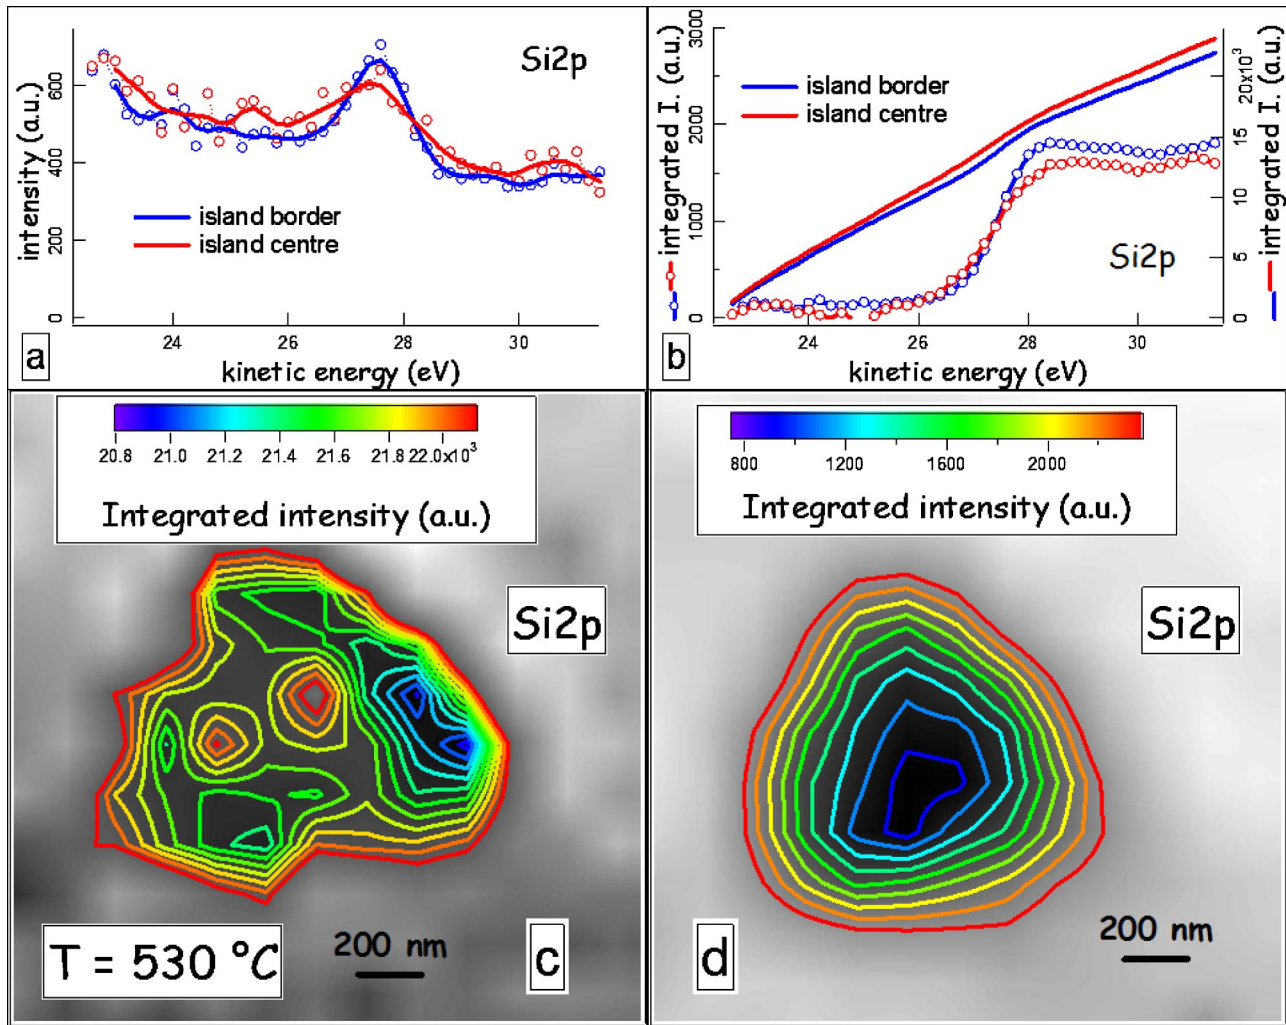 intensity (a.u.)
600
400
200
0
Si2p
island border
island centre
24
26
28
30
kinetic energy (eV)
a
integrated I. (a.u.)
3000
2000
1000
0
island border
island centre
Si2p
20x10³
15
10
5
0
integrated I. (a.u.)
24
26
28
30
kinetic energy (eV)
b
20.8 21.0 21.2 21.4 21.6 21.8 22.0x10³
Integrated intensity (a.u.)
Si2p
T = 530 °C
200 nm
c
800 1200 1600 2000
Integrated intensity (a.u.)
Si2p
200 nm
d